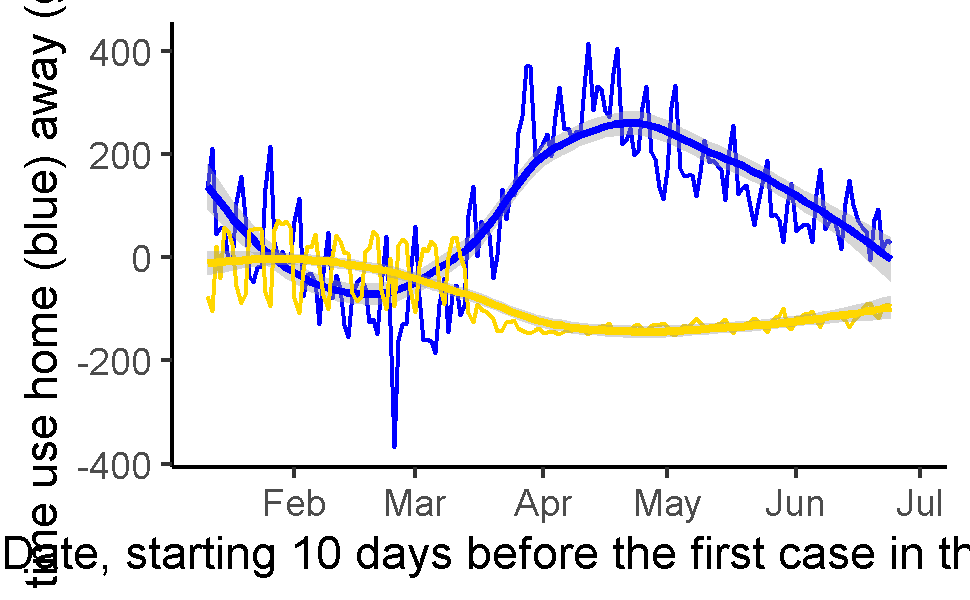 time use home (blue) away (
400
200
0
-200
-400
Feb Mar Apr May Jun Jul
Date, starting 10 days before the first case in th